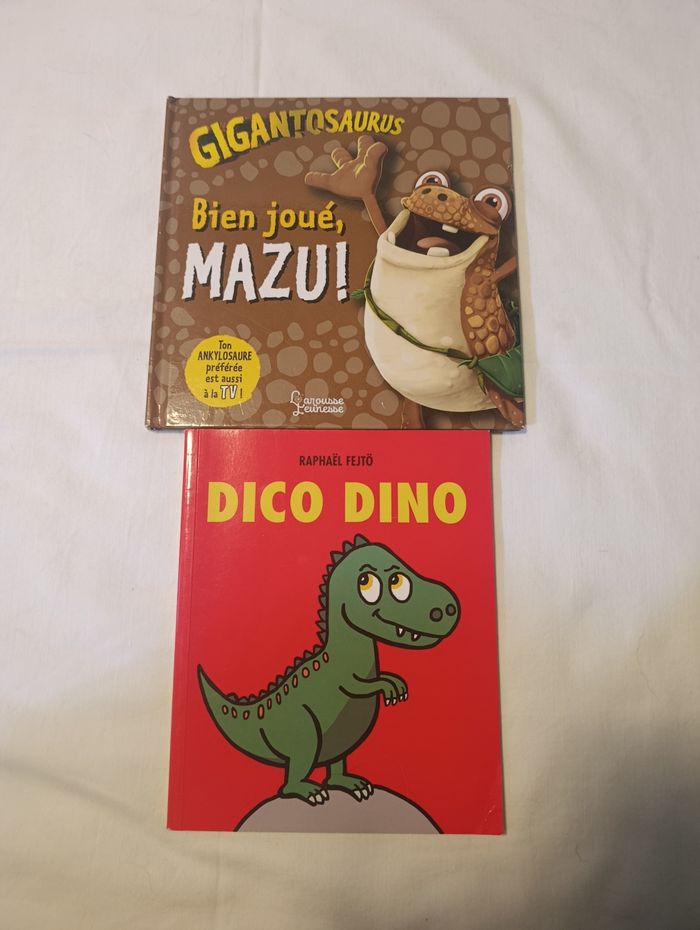 GIGANTOSAURUS
Bien joué,
MAZU!
Ton
ANKYLOSAURE
préférée
est aussi
à la TV !
Larousse
Jeunesse
RAPHAËL FEJTÖ
DICO DINO